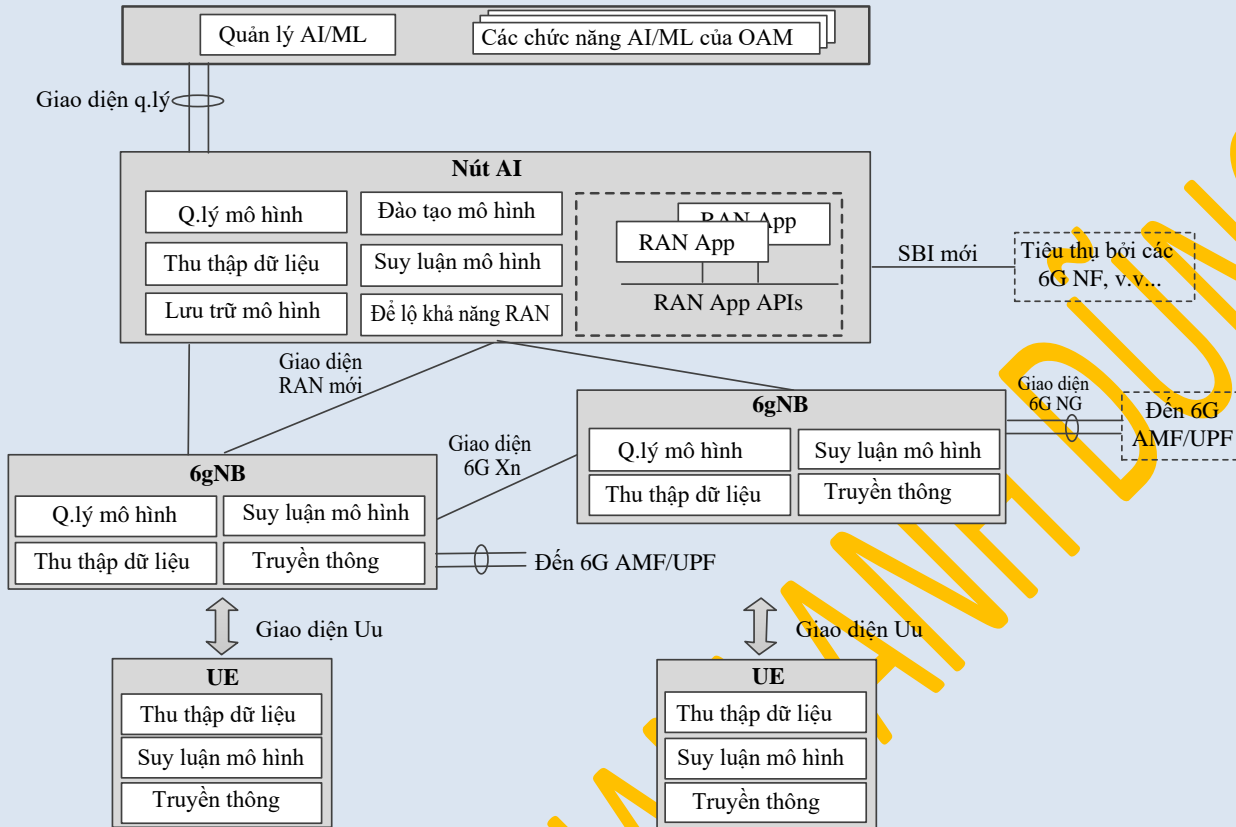 Quản lý AI/ML
Các chức năng AI/ML của OAM
Giao diện q.lý
Nút AI
Q.lý mô hình
Đào tạo mô hình
Thu thập dữ liệu
Suy luận mô hình
Lưu trữ mô hình
Để lộ khả năng RAN
RAN App
RAN App
RAN App APIs
SBI mới
Tiêu thụ bởi các
6G NF, v.v...
Giao diện
RAN mới
6gNB
Q.lý mô hình
Suy luận mô hình
Thu thập dữ liệu
Truyền thông
Giao diện
6G NG
Đến 6G
AMF/UPF
Giao diện
6G Xn
6gNB
Q.lý mô hình
Suy luận mô hình
Thu thập dữ liệu
Truyền thông
Đến 6G AMF/UPF
Giao diện Uu
Giao diện Uu
UE
Thu thập dữ liệu
Suy luận mô hình
Truyền thông
UE
Thu thập dữ liệu
Suy luận mô hình
Truyền thông